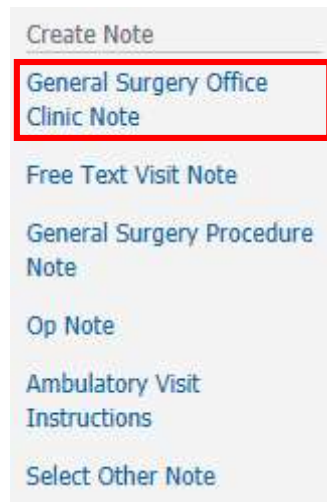 Create Note
General Surgery Office
Clinic Note
Free Text Visit Note
General Surgery Procedure
Note
Op Note
Ambulatory Visit
Instructions
Select Other Note